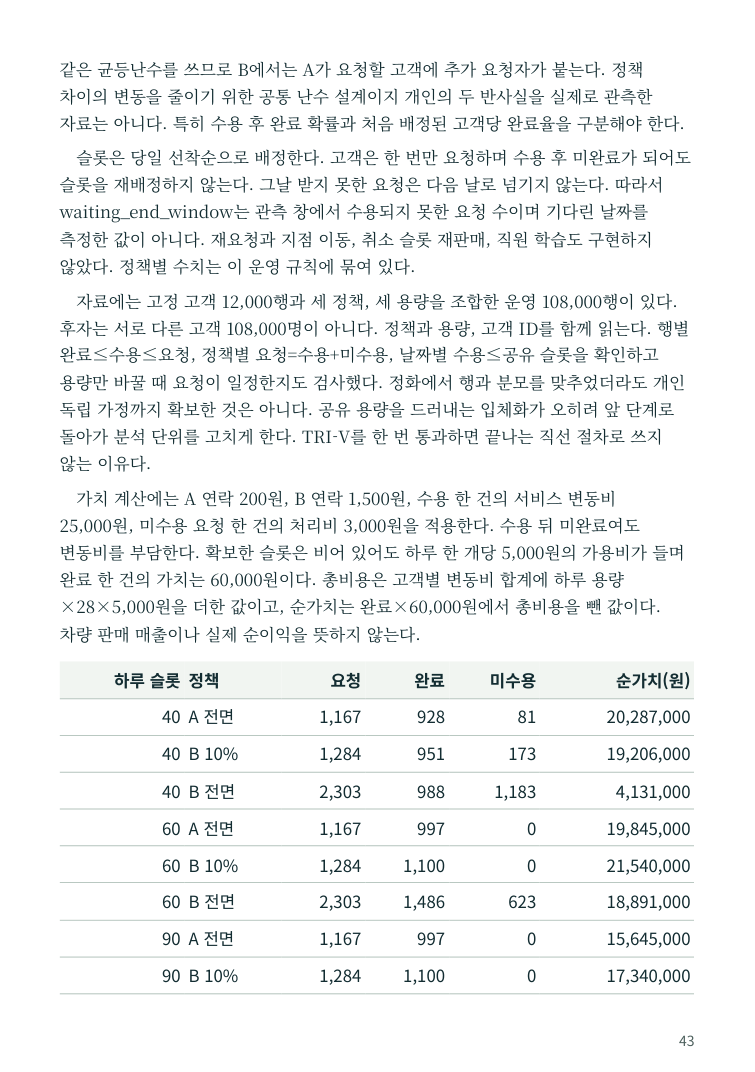 같은 균등난수를 쓰므로 B에서는 A가 요청할 고객에 추가 요청자가 붙는다. 정책
차이의 변동을 줄이기 위한 공통 난수 설계이지 개인의 두 반사실을 실제로 관측한
자료는 아니다. 특히 수용 후 완료 확률과 처음 배정된 고객당 완료율을 구분해야 한다.
슬롯은 당일 선착순으로 배정한다. 고객은 한 번만 요청하며 수용 후 미완료가 되어도
슬롯을 재배정하지 않는다. 그날 받지 못한 요청은 다음 날로 넘기지 않는다. 따라서
waiting_end_window는 관측 창에서 수용되지 못한 요청 수이며 기다린 날짜를
측정한 값이 아니다. 재요청과 지점 이동, 취소 슬롯 재판매, 직원 학습도 구현하지
않았다. 정책별 수치는 이 운영 규칙에 묶여 있다.
자료에는 고정 고객 12,000행과 세 정책, 세 용량을 조합한 운영 108,000행이 있다.
후자는 서로 다른 고객 108,000명이 아니다. 정책과 용량, 고객 ID를 함께 읽는다. 행별
완료≤수용≤요청, 정책별 요청=수용+미수용, 날짜별 수용≤공유 슬롯을 확인하고
용량만 바꿀 때 요청이 일정한지도 검사했다. 정화에서 행과 분모를 맞추었더라도 개인
독립 가정까지 확보한 것은 아니다. 공유 용량을 드러내는 입체화가 오히려 앞 단계로
돌아가 분석 단위를 고치게 한다. TRI-V를 한 번 통과하면 끝나는 직선 절차로 쓰지
않는 이유다.
가치 계산에는 A 연락 200원, B 연락 1,500원, 수용 한 건의 서비스 변동비
25,000원, 미수용 요청 한 건의 처리비 3,000원을 적용한다. 수용 뒤 미완료여도
변동비를 부담한다. 확보한 슬롯은 비어 있어도 하루 한 개당 5,000원의 가용비가 들며
완료 한 건의 가치는 60,000원이다. 총비용은 고객별 변동비 합계에 하루 용량
×28×5,000원을 더한 값이고, 순가치는 완료×60,000원에서 총비용을 뺀 값이다.
차량 판매 매출이나 실제 순이익을 뜻하지 않는다.
하루 슬롯 정책 요청 완료 미수용 순가치(원)
40 A 전면 1,167 928 81 20,287,000
40 B 10% 1,284 951 173 19,206,000
40 B 전면 2,303 988 1,183 4,131,000
60 A 전면 1,167 997 0 19,845,000
60 B 10% 1,284 1,100 0 21,540,000
60 B 전면 2,303 1,486 623 18,891,000
90 A 전면 1,167 997 0 15,645,000
90 B 10% 1,284 1,100 0 17,340,000
43